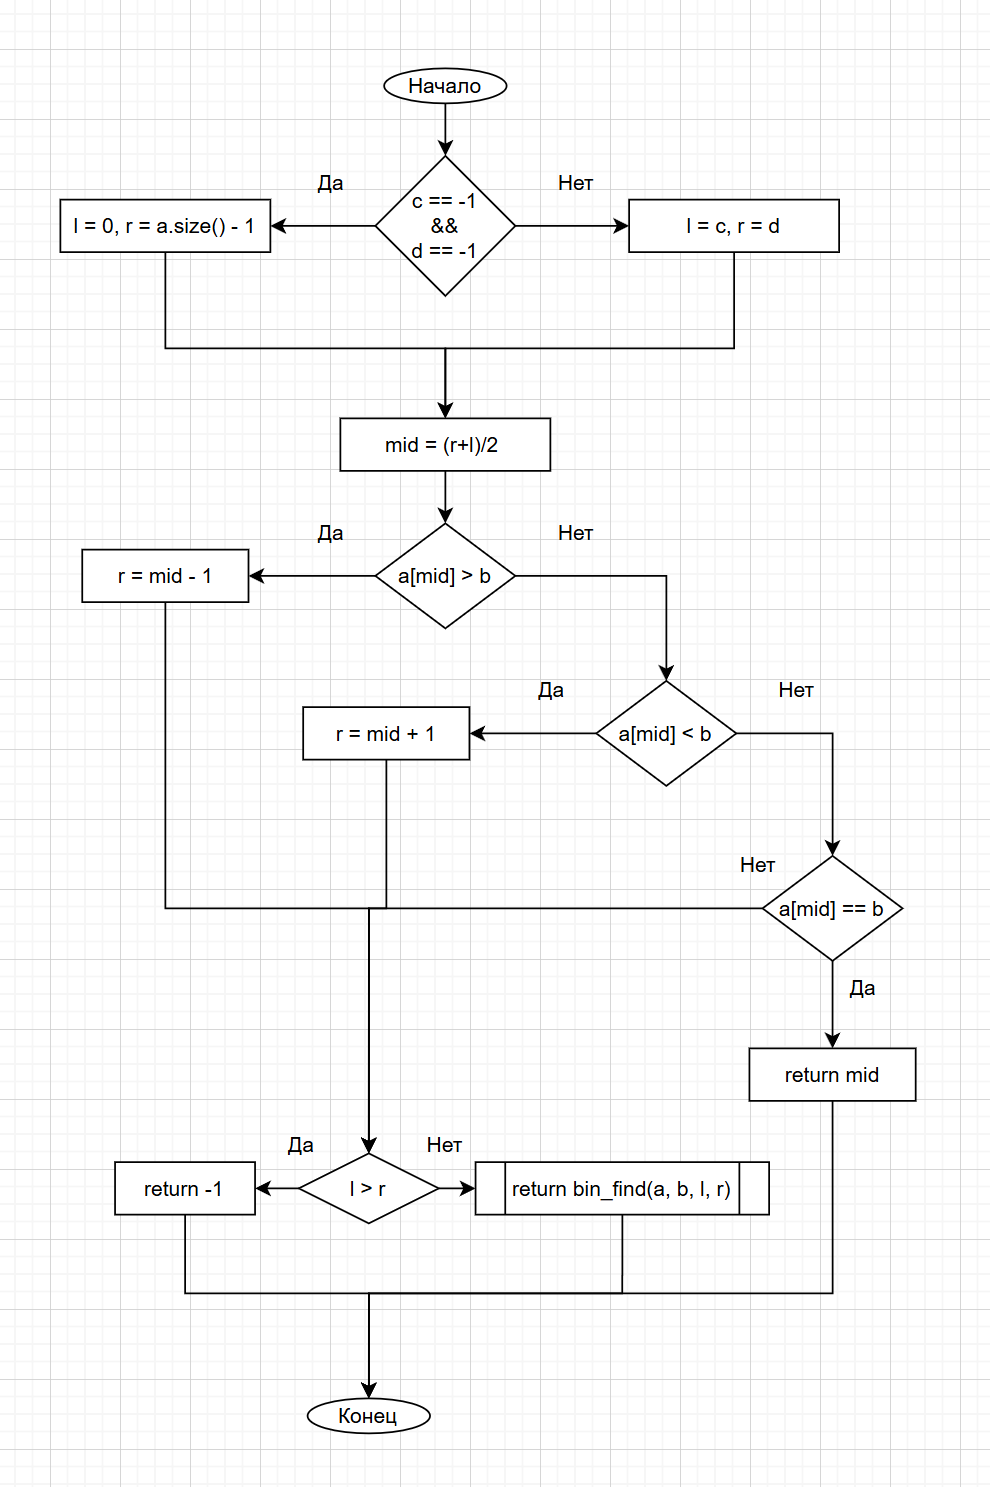 Начало
c == -1
&&
d == -1
Да
Нет
l = 0, r = a.size() - 1
l = c, r = d
mid = (r+l)/2
Да
Нет
a[mid] > b
r = mid - 1
Да
Нет
a[mid] < b
r = mid + 1
Нет
a[mid] == b
Да
return mid
Да
Нет
l > r
return -1
return bin_find(a, b, l, r)
Конец